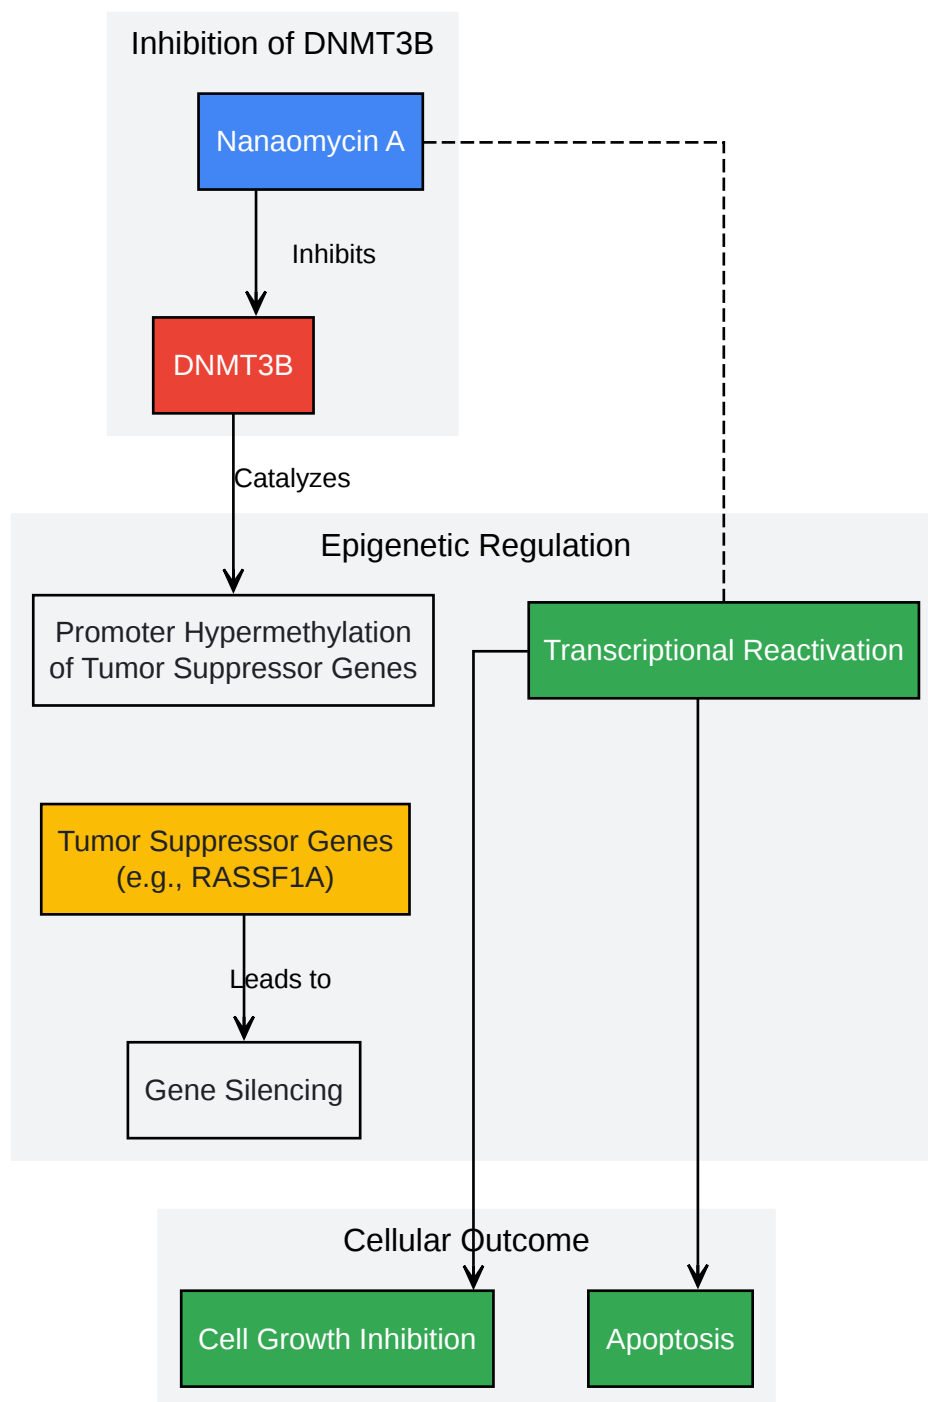 Inhibition of DNMT3B
Nanaomycin A
Inhibits
DNMT3B
Catalyzes
Epigenetic Regulation
Promoter Hypermethylation
of Tumor Suppressor Genes
Transcriptional Reactivation
Tumor Suppressor Genes
(e.g., RASSF1A)
Leads to
Gene Silencing
Cellular Outcome
Cell Growth Inhibition
Apoptosis